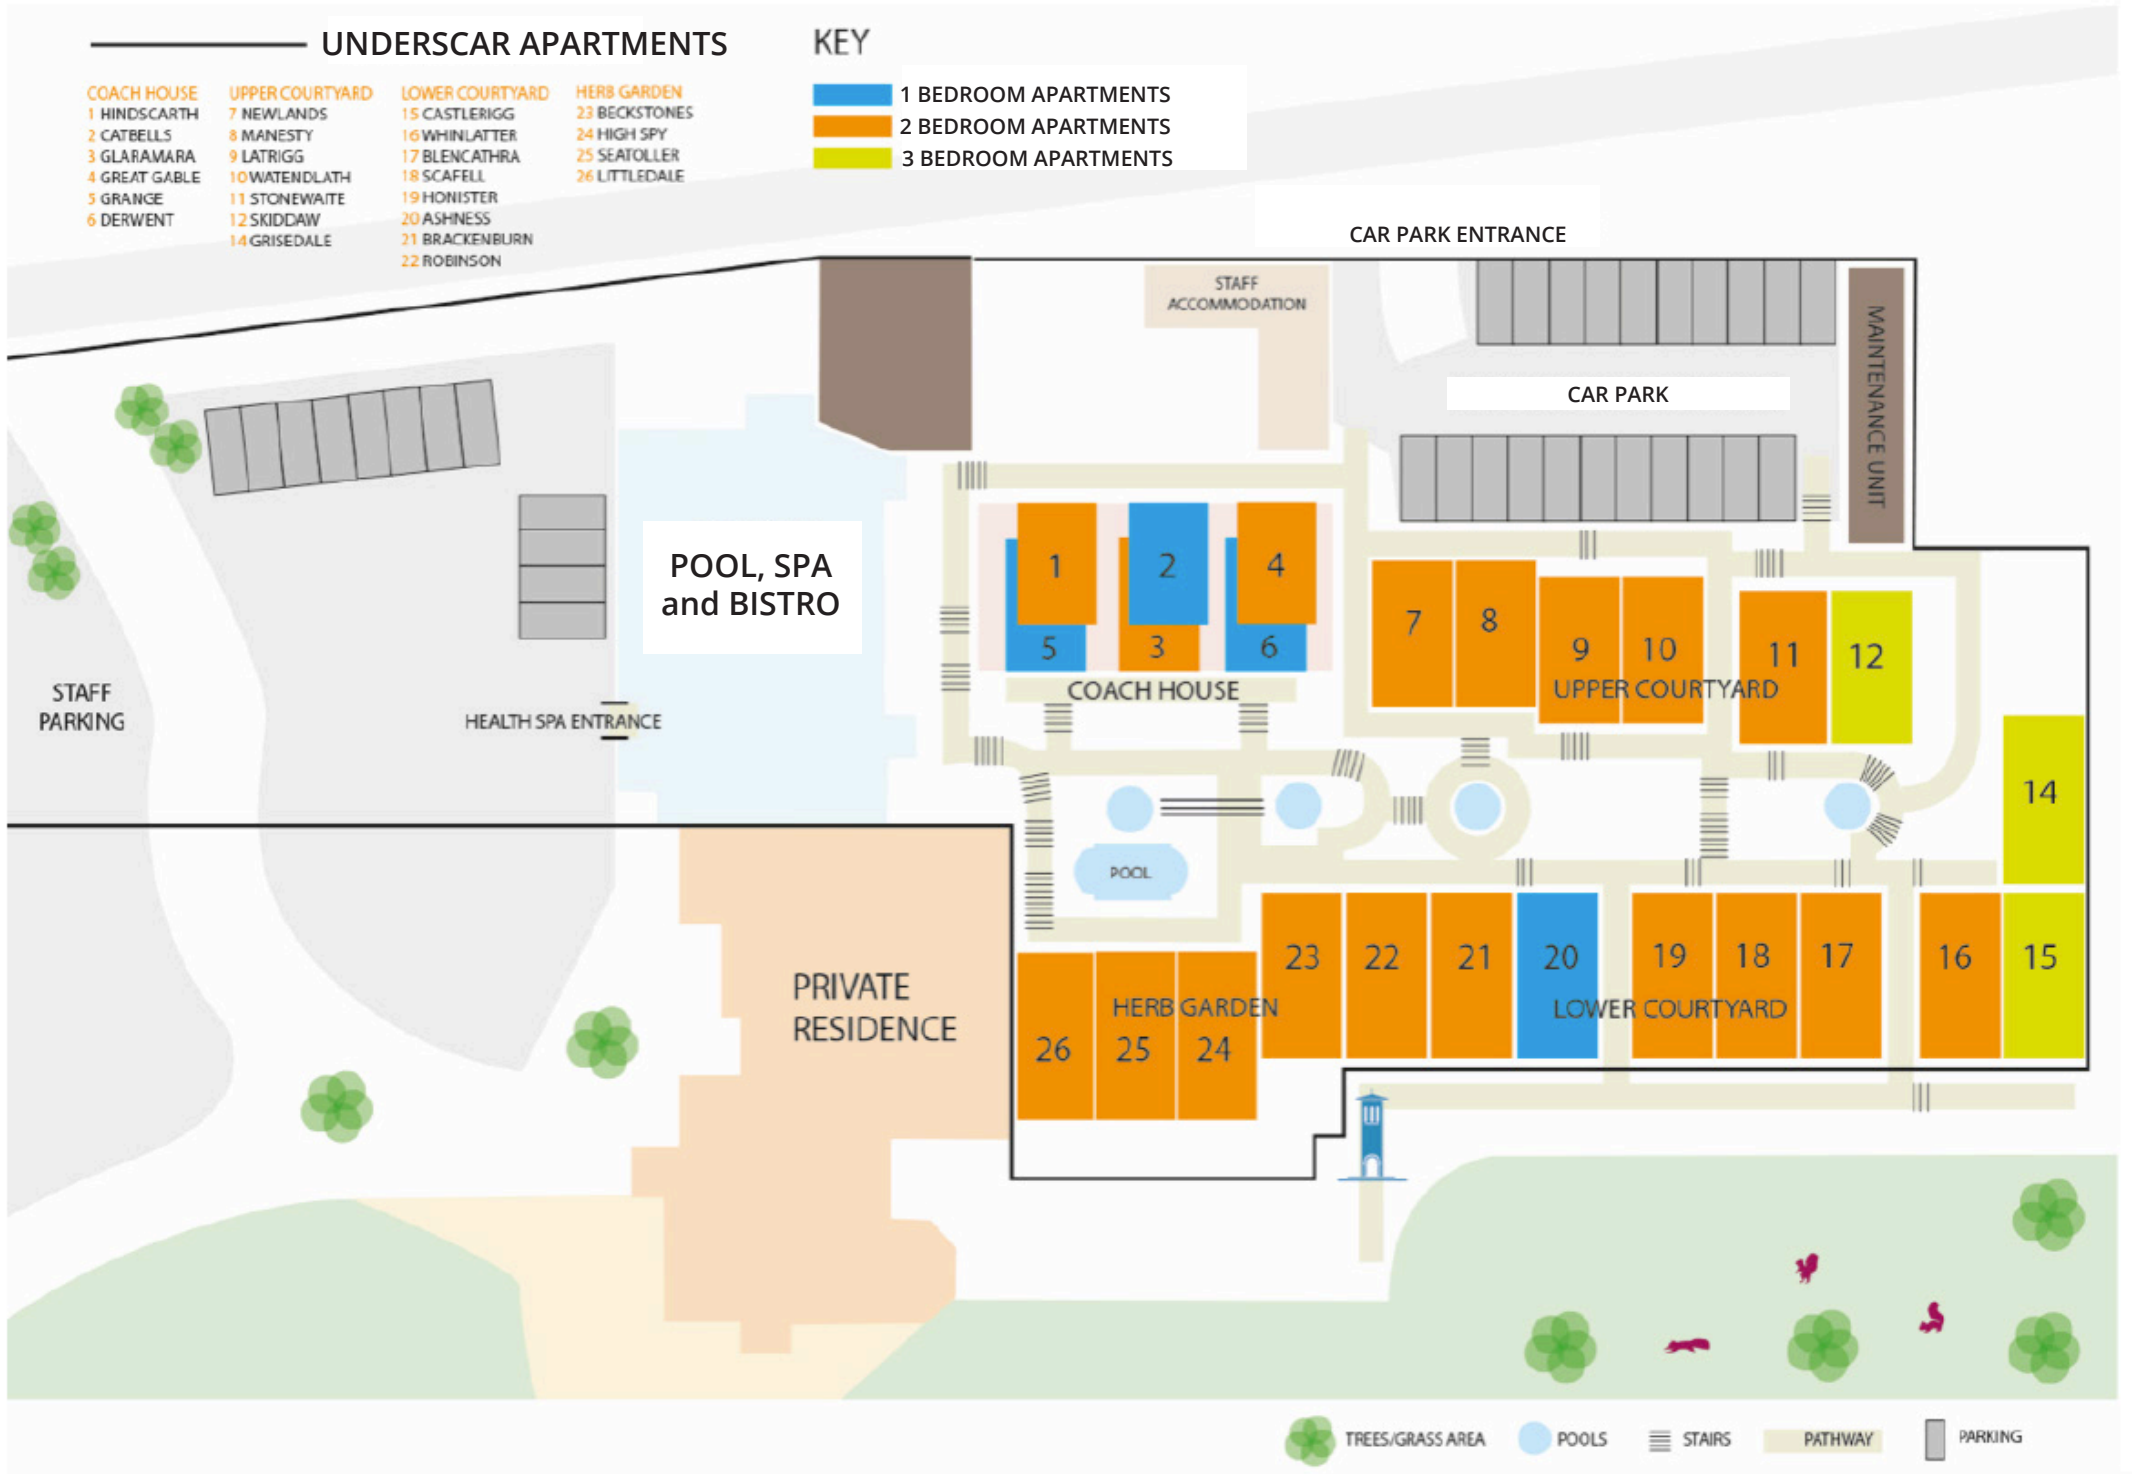 UNDERSCAR APARTMENTS
COACH HOUSE
1 HINDSCARTH
2 CATBELLS
3 GLARAMARA
4 GREAT GABLE
5 GRANGE
6 DERWENT
UPPER COURTYARD
7 NEWLANDS
8 MANESTY
9 LATRIGG
10 WATENDLATH
11 STONEWAITE
12 SKIDDAW
14 GRISEDALE
LOWER COURTYARD
15 CASTLERIGG
16 WHINLATTER
17 BLENCATHRA
18 SCAFELL
19 HONISTER
20 ASHNESS
21 BRACKENBURN
22 ROBINSON
HERB GARDEN
23 BECKSTONES
24 HIGH SPY
25 SEATOLLER
26 LITTLEDALE
KEY
1 BEDROOM APARTMENTS
2 BEDROOM APARTMENTS
3 BEDROOM APARTMENTS
CAR PARK ENTRANCE
STAFF
ACCOMMODATION
CAR PARK
MAINTENANCE UNIT
POOL, SPA
and BISTRO
1
2
4
5
3
6
COACH HOUSE
7
8
9
10
11
12
UPPER COURTYARD
STAFF
PARKING
HEALTH SPA ENTRANCE
14
POOL
PRIVATE
RESIDENCE
23
22
21
20
19
18
17
16
15
HERB GARDEN
LOWER COURTYARD
26
25
24
TREES/GRASS AREA
POOLS
STAIRS
PATHWAY
PARKING